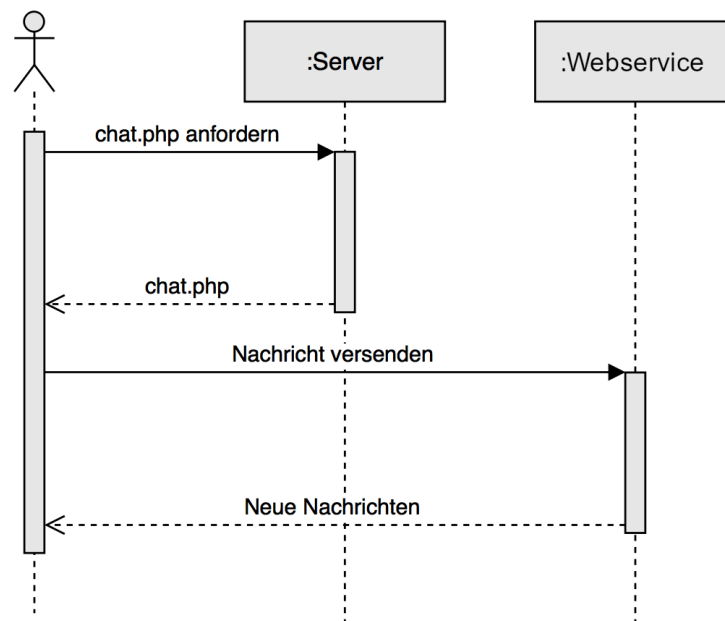 :Server
:Webservice
chat.php anfordern
chat.php
Nachricht versenden
Neue Nachrichten